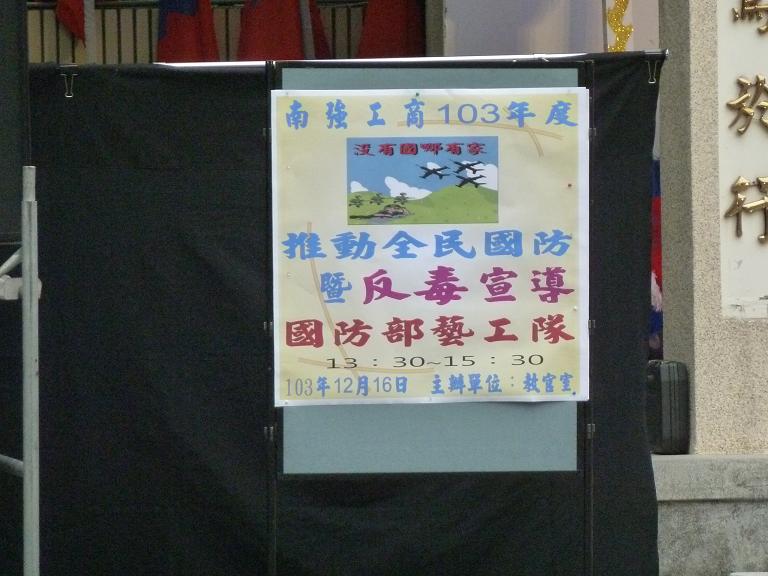 南強工商103年度
沒有國哪有家
推動全民國防
暨反毒宣導
國防部藝工隊
13：30~15：30
103年12月16日 主辦單位：教官室
於行